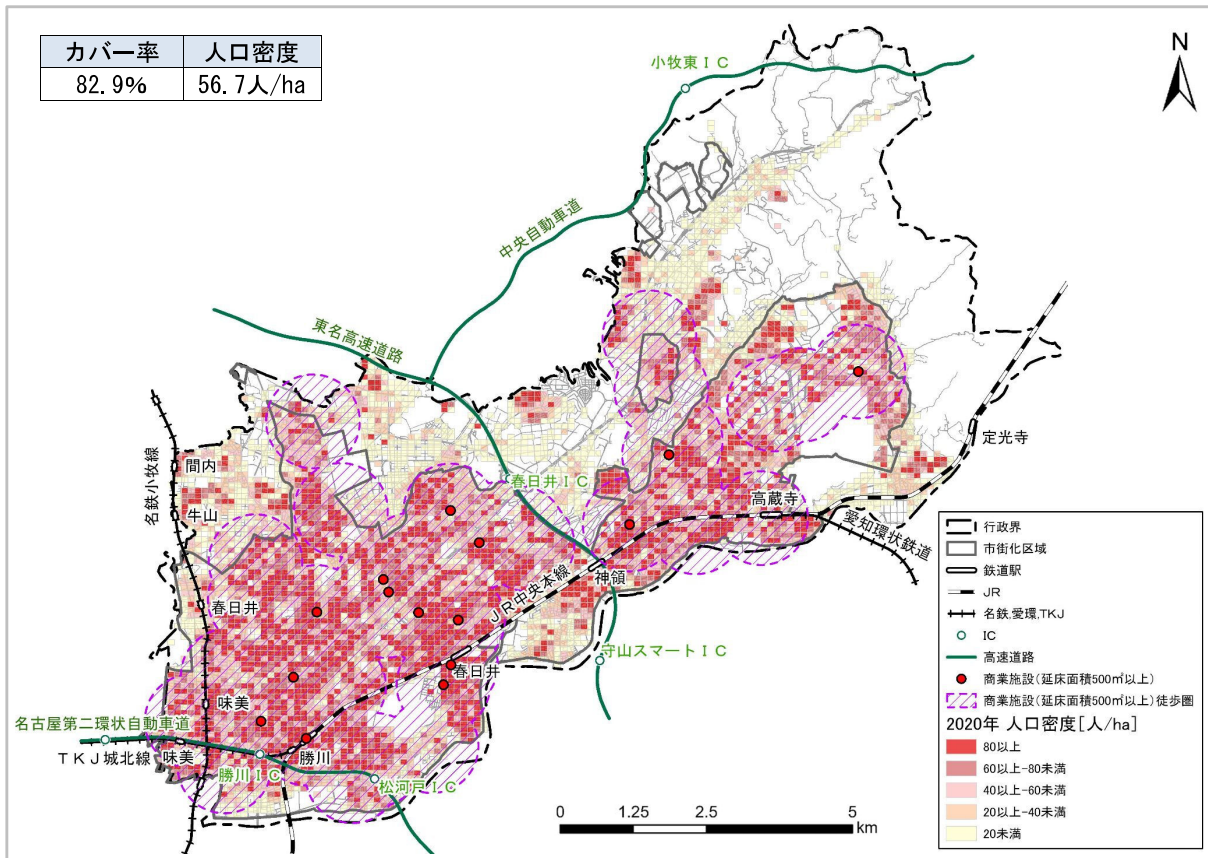 カバー率 人口密度
82.9% 56.7人/ha
小牧東IC
N
中央自動車道
東名高速道路
名鉄小牧線
間内
牛山
春日井IC
定光寺
高蔵寺
愛知環状鉄道
JR中央本線
神領
春日井
守山スマートIC
春日井
味美
名古屋第二環状自動車道
TKJ城北線
味美
勝川
勝川IC
松河戸IC
0 1.25 2.5 5
km
行政界
市街化区域
鉄道駅
JR
名鉄,愛環,TKJ
IC
高速道路
商業施設(延床面積500㎡以上)
商業施設(延床面積500㎡以上)徒歩圏
2020年 人口密度[人/ha]
80以上
60以上-80未満
40以上-60未満
20以上-40未満
20未満